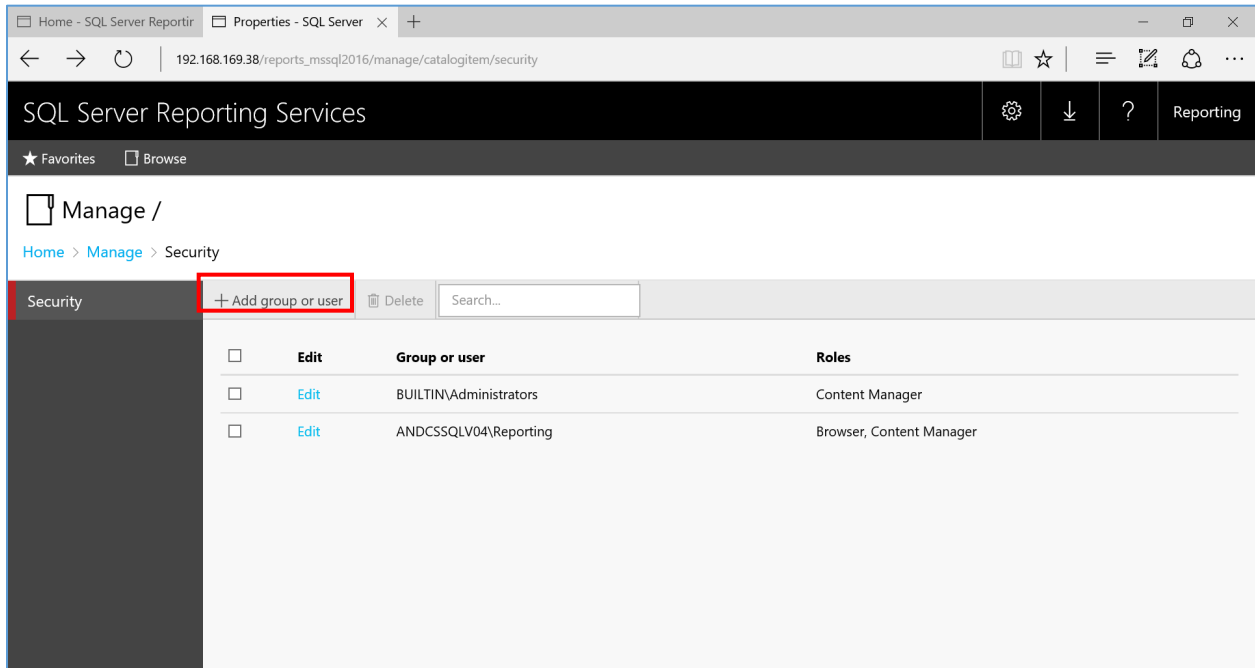 Home - SQL Server Reportir Properties - SQL Server
192.168.169.38/reports_mssql2016/manage/catalogitem/security
SQL Server Reporting Services ? Reporting
Favorites Browse
Manage /
Home > Manage > Security
Security + Add group or user Delete Search...
Edit Group or user Roles
Edit BUILTIN\Administrators Content Manager
Edit ANDCSSQLV04\Reporting Browser, Content Manager